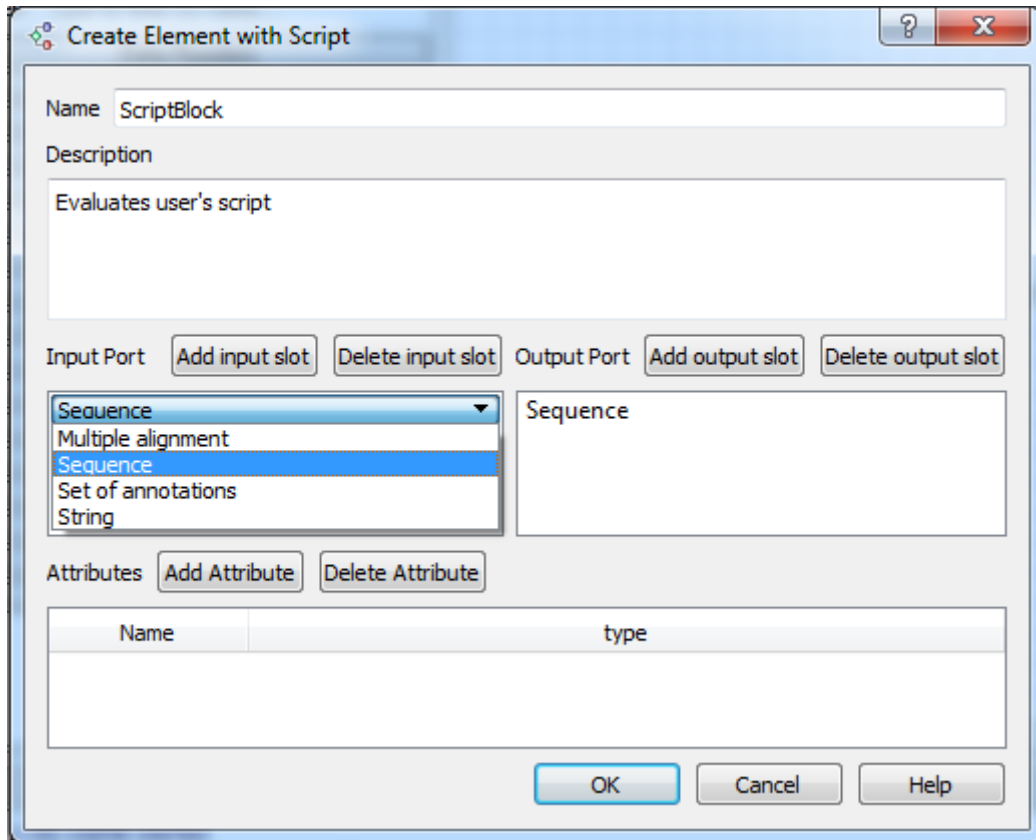 Create Element with Script
?
Name ScriptBlock
Description
Evaluates user's script
Input Port Add input slot Delete input slot Output Port Add output slot Delete output slot
Sequence Sequence
Multiple alignment
Sequence
Set of annotations
String
Attributes Add Attribute Delete Attribute
Name type
OK Cancel Help